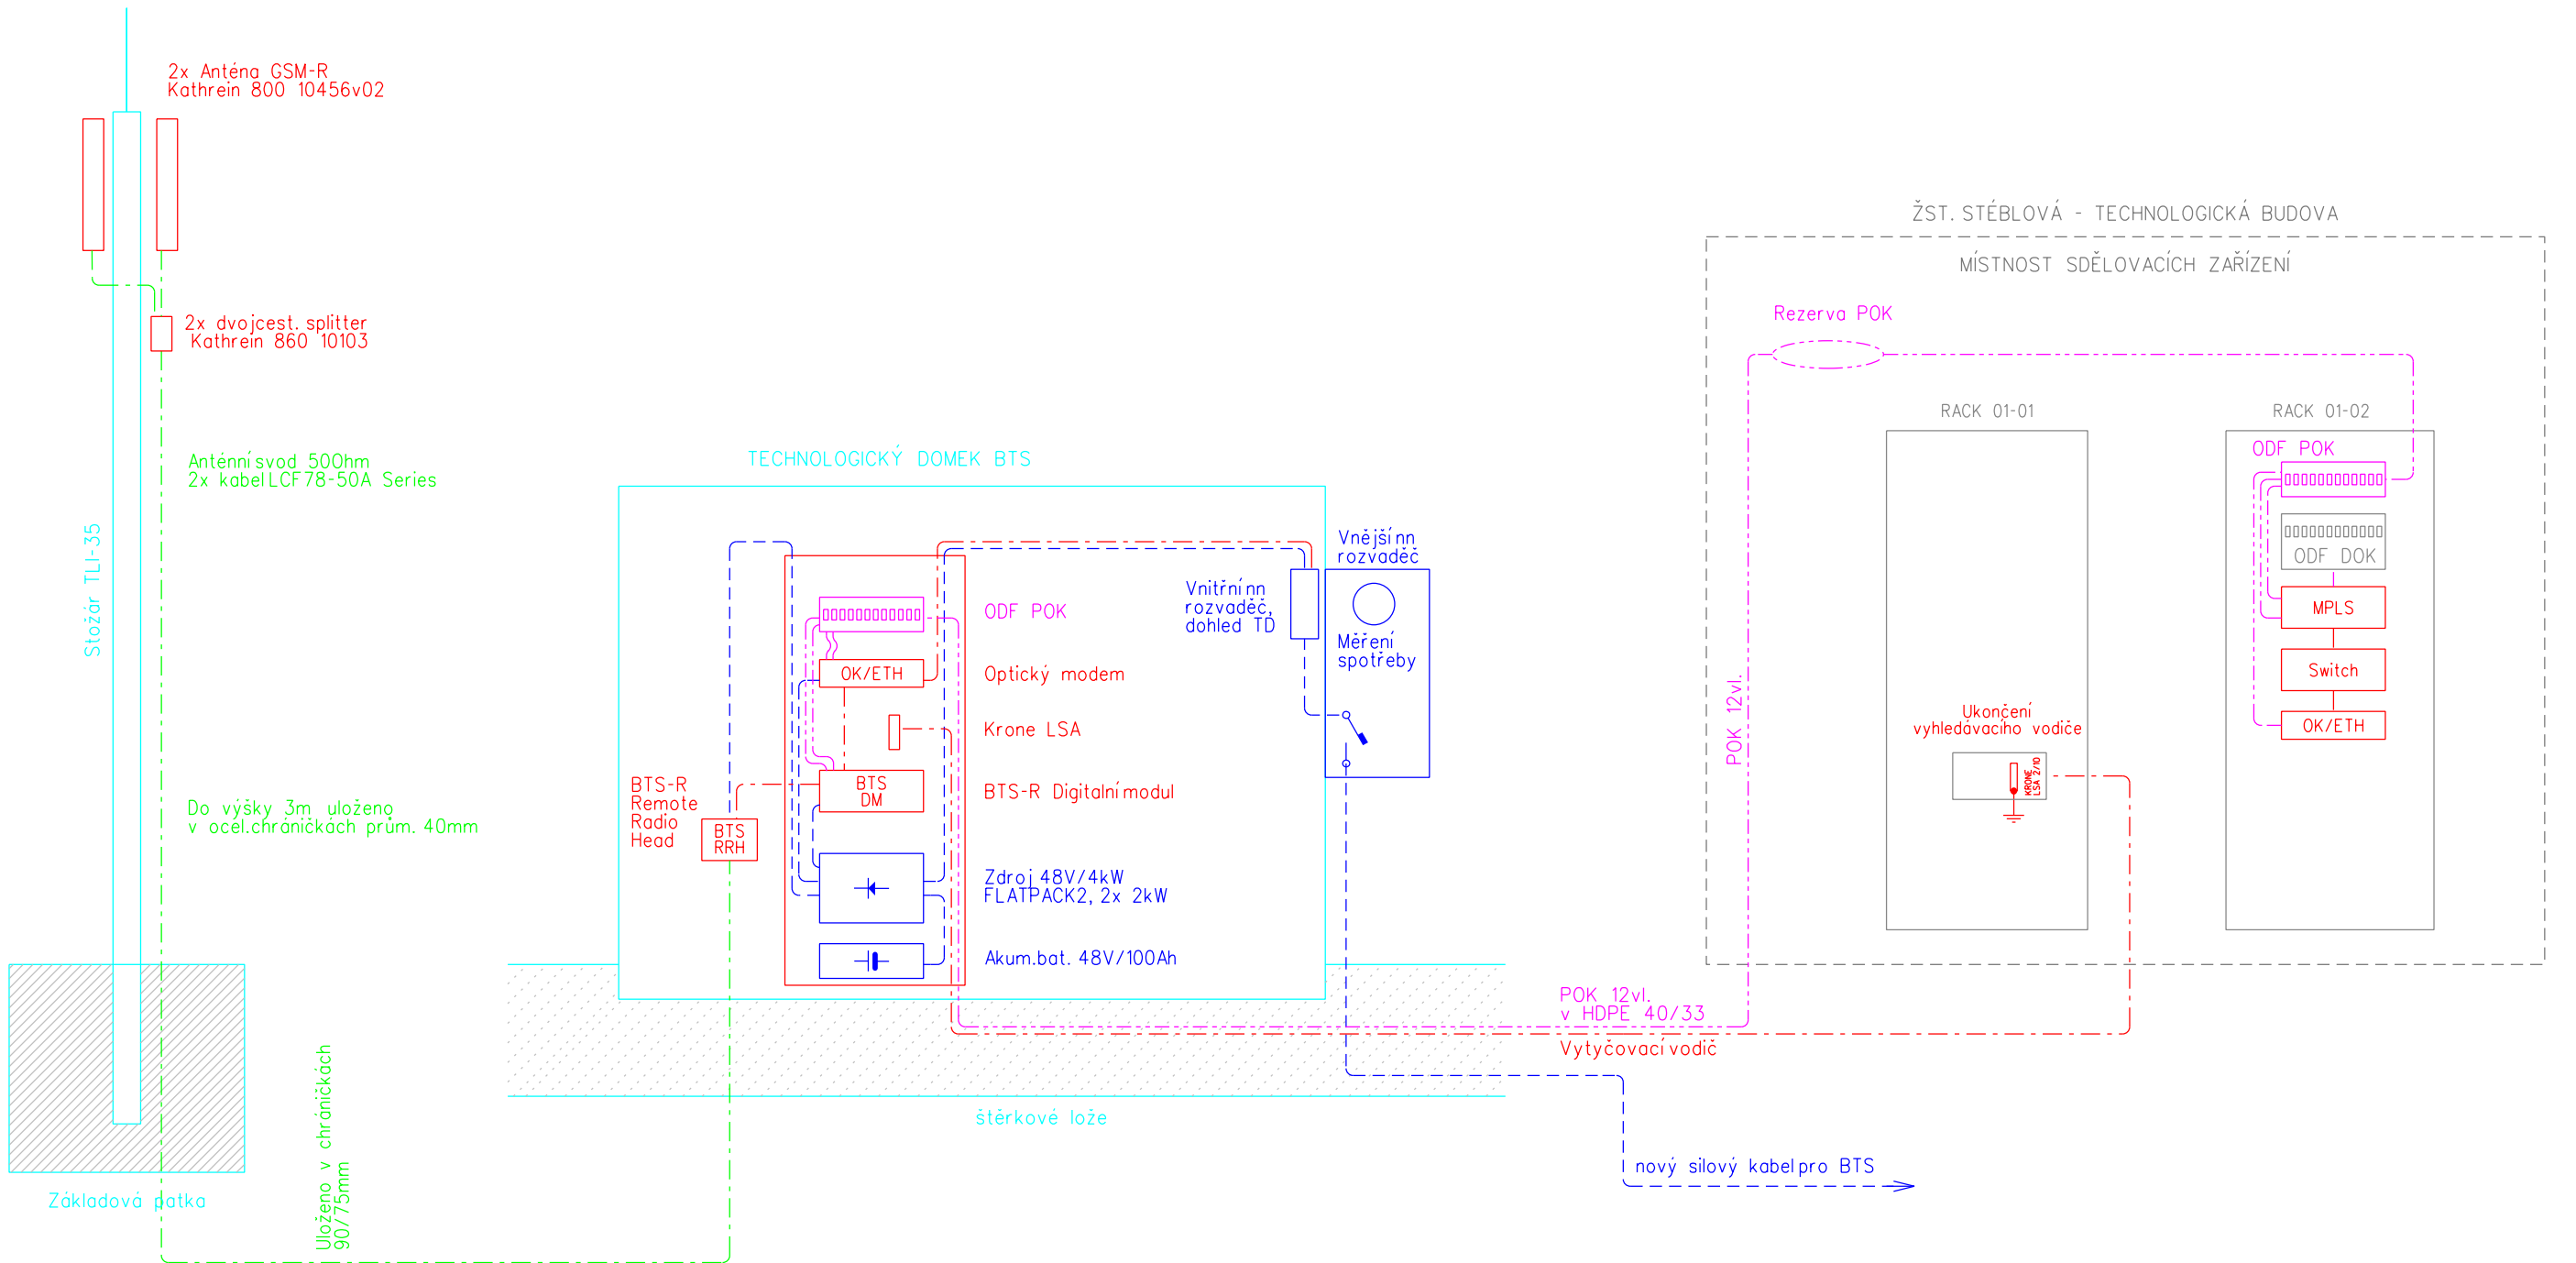 2x Anténa GSM-R
Kathrein 800 10456v02
2x dvojcest. splitter
Kathrein 860 10103
Anténní svod 50Ohm
2x kabel LCF78-50A Series
Stožár TLI-35
Do výšky 3m uloženo
v ocel.chráničkách prům. 40mm
Základová patka
Uloženo v chráničkách
90/75mm
TECHNOLOGICKÝ DOMEK BTS
ODF POK
OK/ETH
Optický modem
Krone LSA
BTS-R
Remote
Radio
Head
BTS
RRH
BTS
DM
BTS-R Digitalní modul
Zdroj 48V/4kW
FLATPACK2, 2x 2kW
Akum.bat. 48V/100Ah
Vnitřní nn
rozvaděč,
dohled TD
Vnější nn
rozvaděč
Měření
spotřeby
štěrkové lože
POK 12vl.
v HDPE 40/33
Vytyčovací vodič
nový silový kabel pro BTS
ŽST. STÉBLOVÁ - TECHNOLOGICKÁ BUDOVA
MÍSTNOST SDĚLOVACÍCH ZAŘÍZENÍ
Rezerva POK
POK 12vl.
RACK 01-01
Ukončení
vyhledávacího vodiče
KRONE
LSA 2/10
RACK 01-02
ODF POK
ODF DOK
MPLS
Switch
OK/ETH